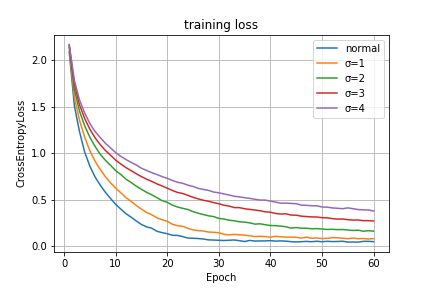 training loss
CrossEntropyLoss
2.0
1.5
1.0
0.5
0.0
normal
σ=1
σ=2
σ=3
σ=4
0 10 20 30 40 50 60
Epoch